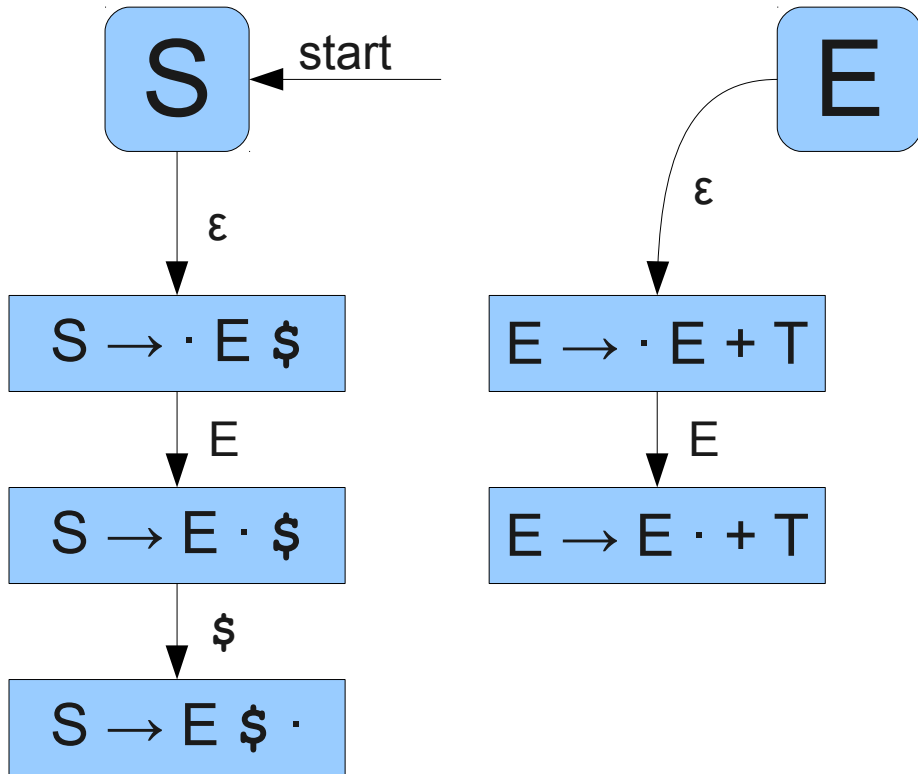 S
start
E
ε
ε
S → · E $
E → · E + T
E
E
S → E · $
E → E · + T
$
S → E $ ·